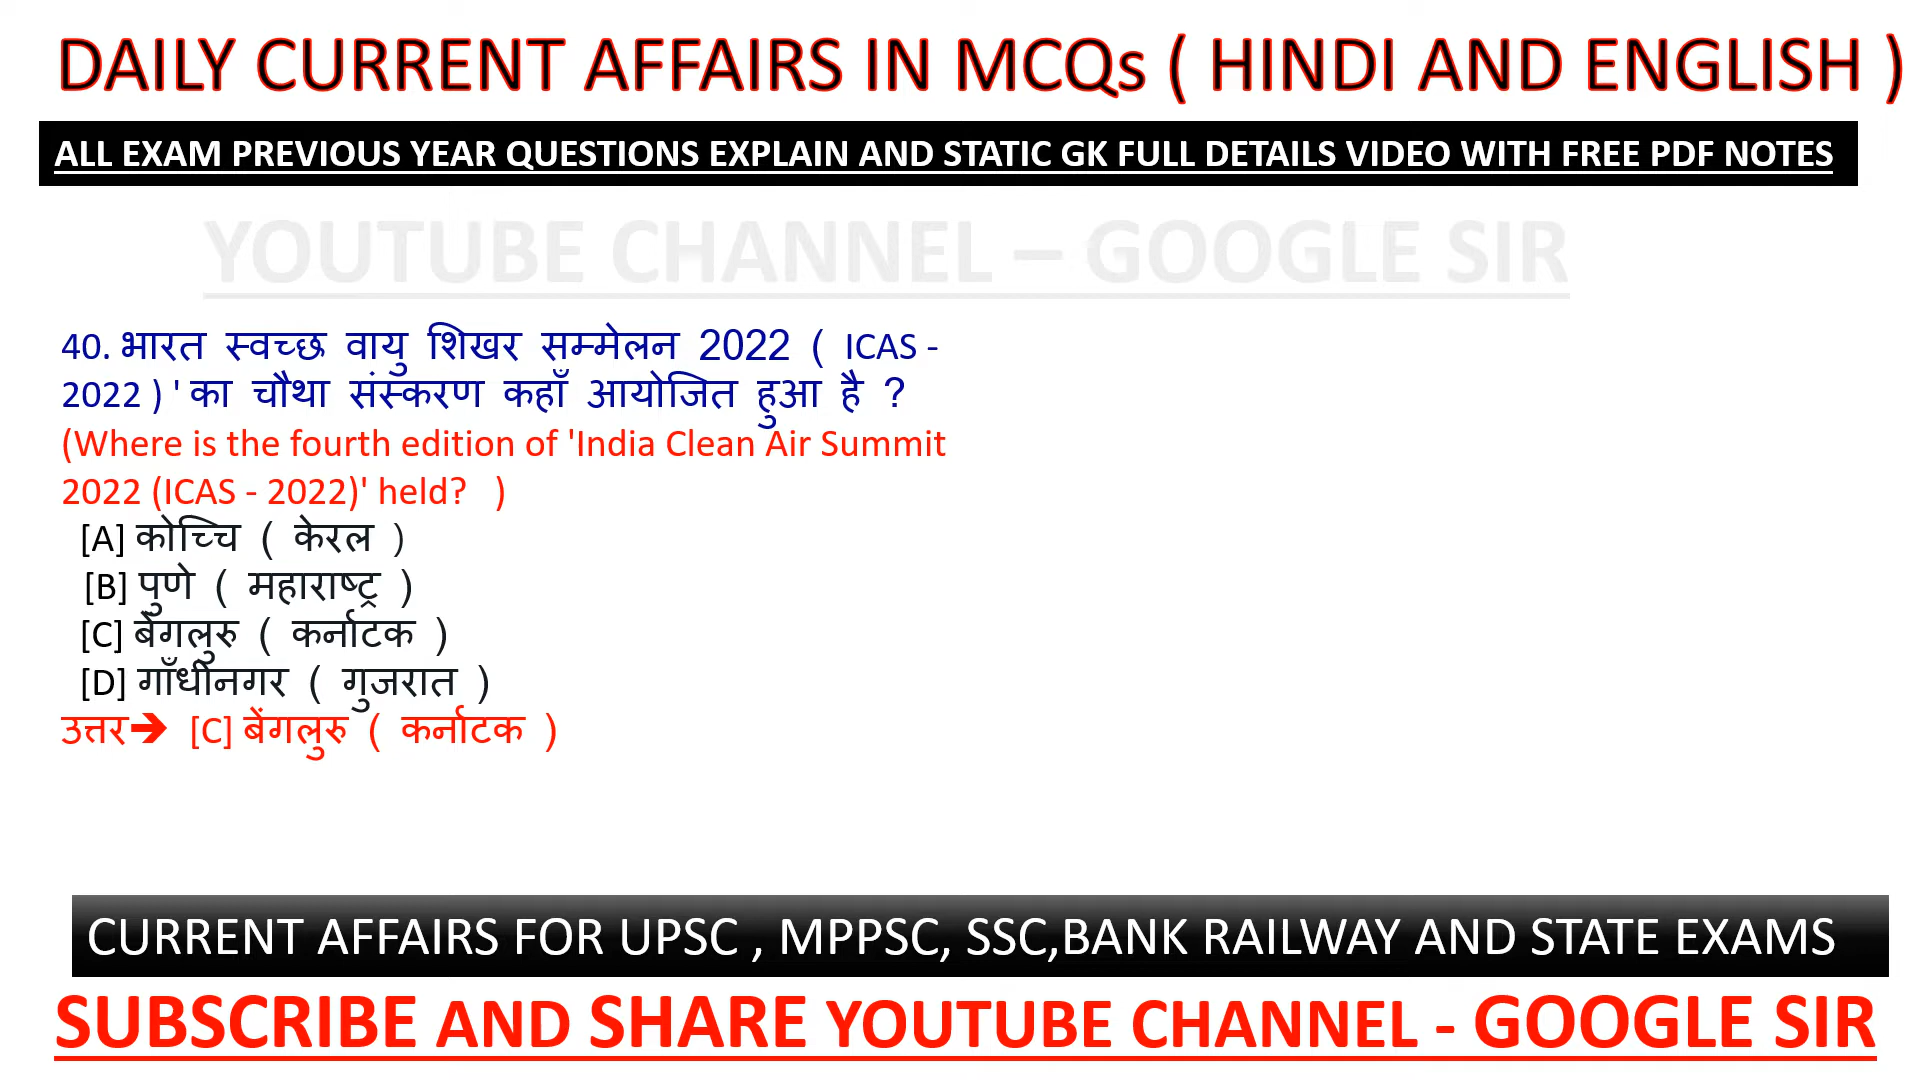 DAILY CURRENT AFFAIRS IN MCQs ( HINDI AND ENGLISH )
ALL EXAM PREVIOUS YEAR QUESTIONS EXPLAIN AND STATIC GK FULL DETAILS VIDEO WITH FREE PDF NOTES
YOUTUBE CHANNEL – GOOGLE SIR
40. भारत स्वच्छ वायु शिखर सम्मेलन 2022 ( ICAS -
2022 ) ' का चौथा संस्करण कहाँ आयोजित हुआ है ?
(Where is the fourth edition of 'India Clean Air Summit
2022 (ICAS - 2022)' held? )
[A] कोच्चि ( केरल )
[B] पुणे ( महाराष्ट्र )
[C] बेंगलुरु ( कर्नाटक )
[D] गाँधीनगर ( गुजरात )
उत्तर➔ [C] बेंगलुरु ( कर्नाटक )
CURRENT AFFAIRS FOR UPSC , MPPSC, SSC,BANK RAILWAY AND STATE EXAMS
SUBSCRIBE AND SHARE YOUTUBE CHANNEL - GOOGLE SIR